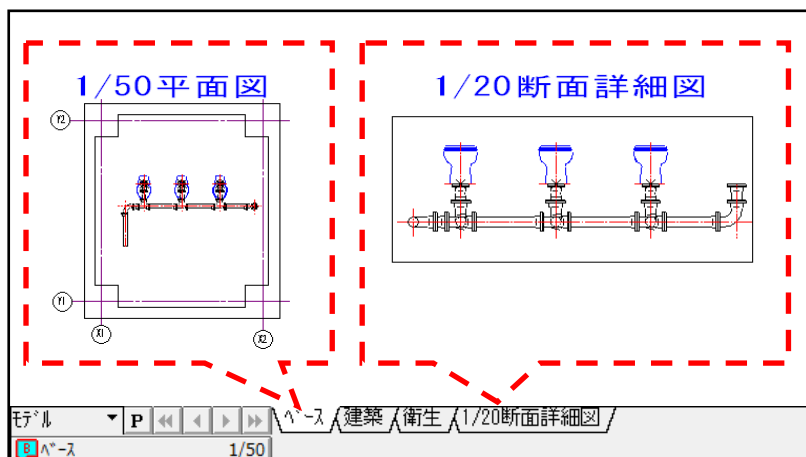 1/50平面図
1/20断面詳細図
Y2
Y1
X1
X2
ﾓﾃﾞﾙ P ﾍﾞｰｽ 建築 衛生 1/20断面詳細図
B ﾍﾞｰｽ 1/50